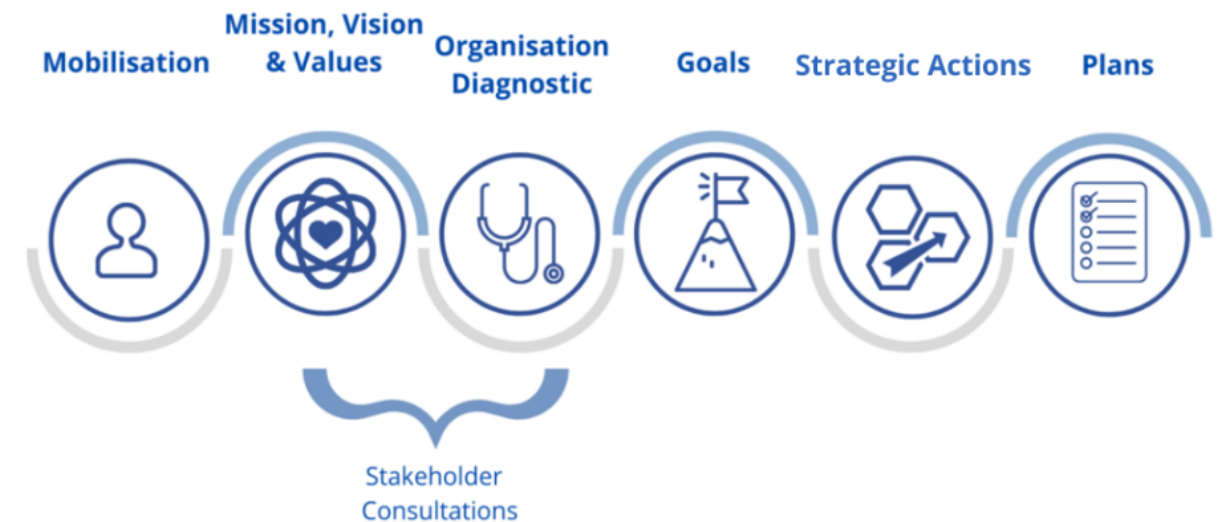 Mobilisation
Mission, Vision
& Values
Organisation
Diagnostic
Goals
Strategic Actions
Plans
Stakeholder
Consultations